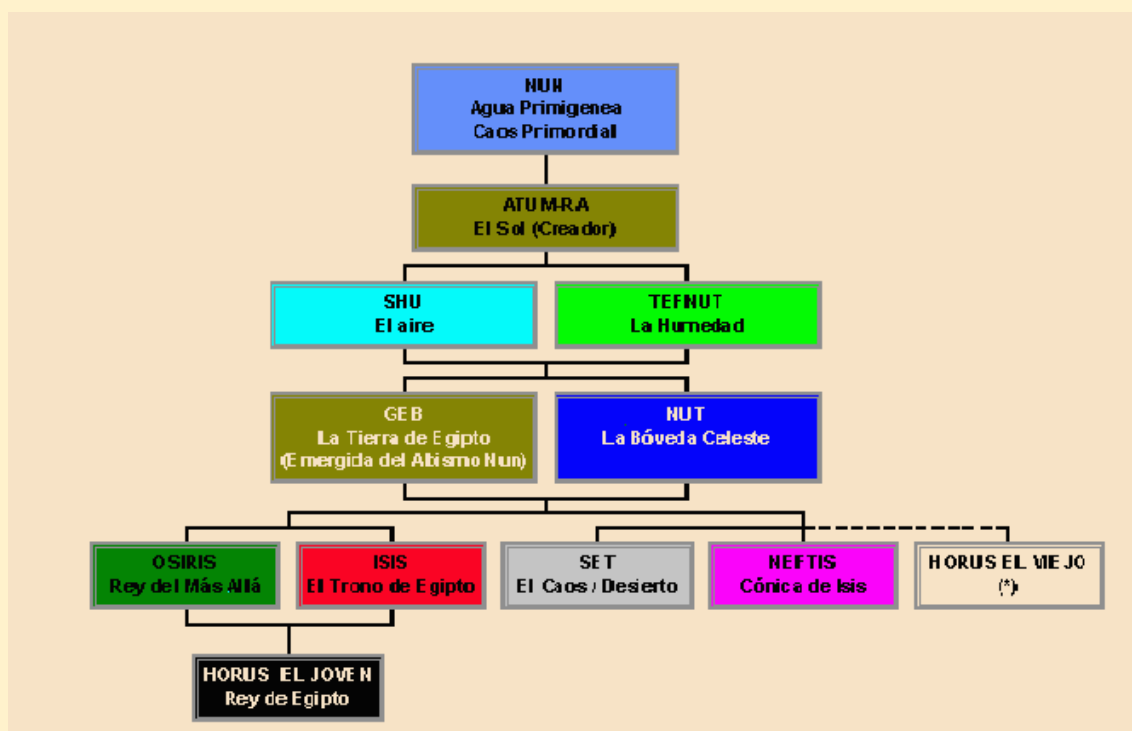 NUN
Agua Primigenea
Caos Primordial
ATUM-RA
El Sol (Creador)
SHU
El aire
TEFNUT
La Humedad
GEB
La Tierra de Egipto
(Emergida del Abismo Nun)
NUT
La Bóveda Celeste
OSIRIS
Rey del Más Allá
ISIS
El Trono de Egipto
SET
El Caos / Desierto
NEFTIS
Cónica de Isis
HORUS EL VIEJO
(*)
HORUS EL JOVEN
Rey de Egipto